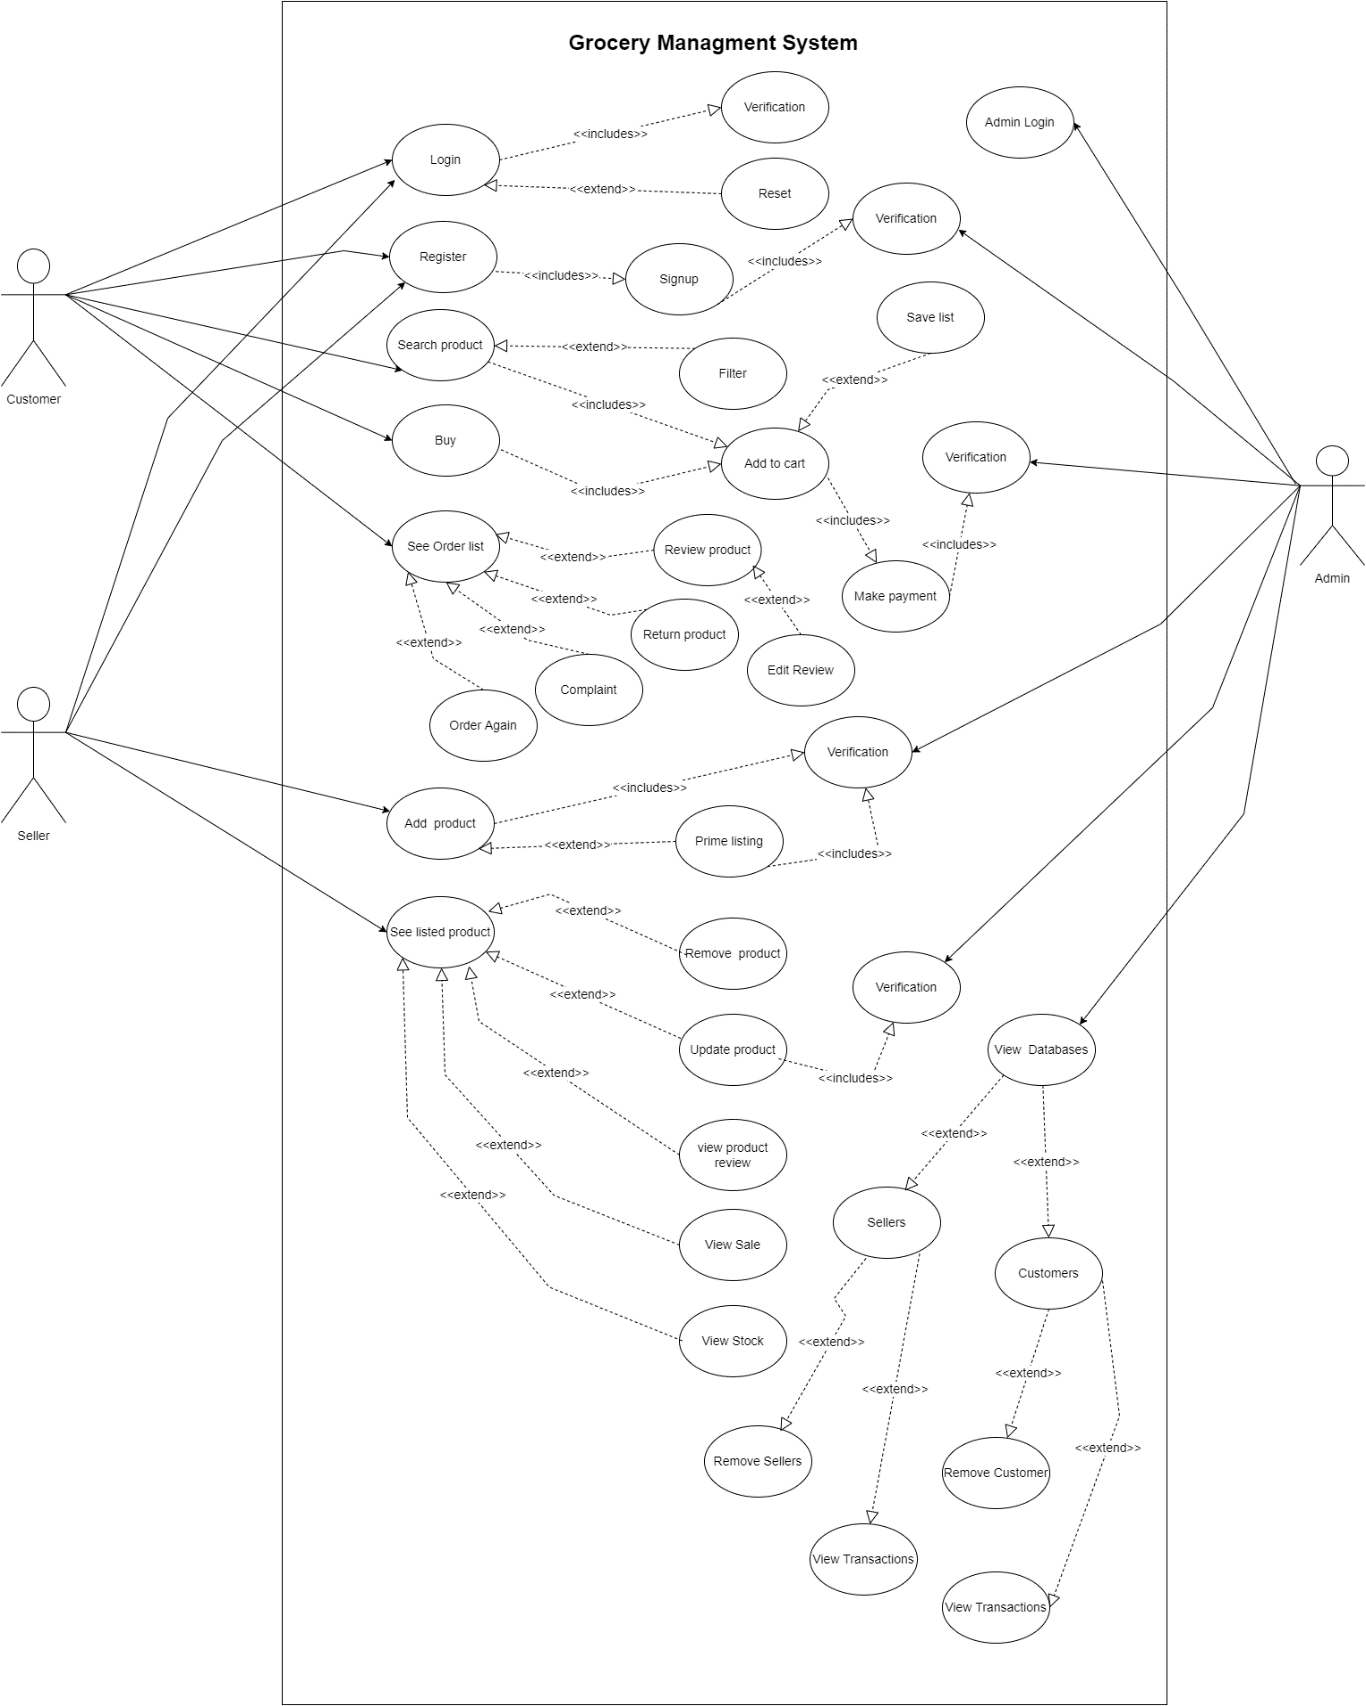 Grocery Managment System
Verification
Admin Login
<<includes>>
Login
<<extend>>
Reset
Verification
Register
<<includes>>
<<includes>>
Signup
Save list
Search product
<<extend>>
Filter
<<extend>>
Customer
<<includes>>
Buy
Add to cart
Verification
<<includes>>
<<includes>>
<<includes>>
See Order list
Review product
<<extend>>
Admin
Make payment
<<extend>>
<<extend>>
<<extend>>
Return product
<<extend>>
Edit Review
Complaint
Order Again
Verification
<<includes>>
Seller
Add  product
Prime listing
<<extend>>
<<includes>>
<<extend>>
See listed product
Remove  product
Verification
<<extend>>
Update product
View  Databases
<<includes>>
<<extend>>
<<extend>>
<<extend>>
view product
review
<<extend>>
<<extend>>
Sellers
View Sale
Customers
View Stock
<<extend>>
<<extend>>
<<extend>>
<<extend>>
Remove Sellers
Remove Customer
View Transactions
View Transactions